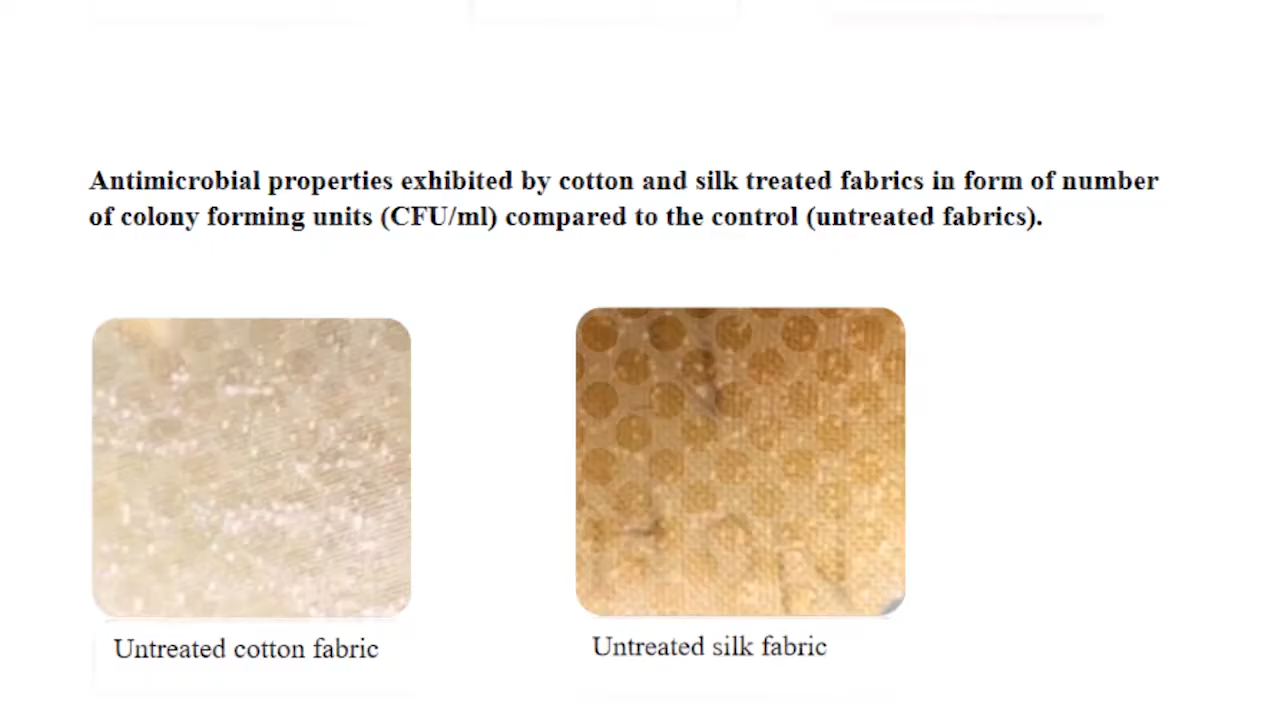 Antimicrobial properties exhibited by cotton and silk treated fabrics in form of number
of colony forming units (CFU/ml) compared to the control (untreated fabrics).
Untreated cotton fabric
Untreated silk fabric